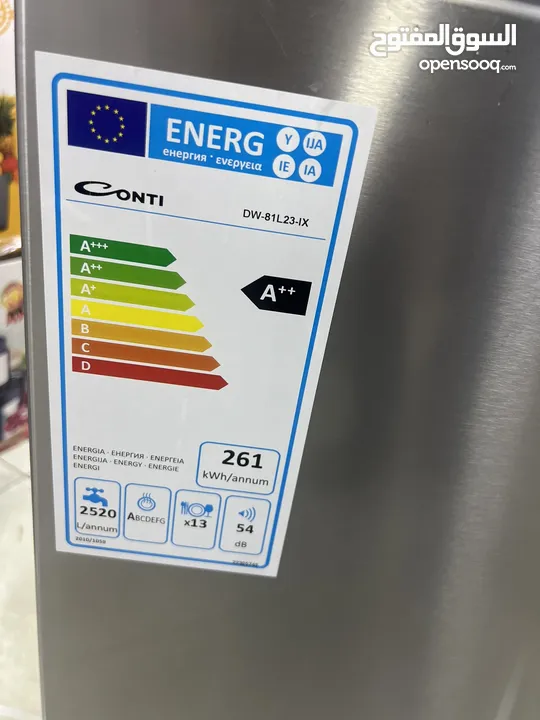 السوق المفتوح
opensooq.com
ENERG
енергия · ενεργεια
Y
IJA
IE
IA
CONTI
DW-81L23-IX
A+++
A++
A+
A
B
C
D
A++
ENERGIA · ЕНЕРГИЯ · ΕΝΕΡΓΕΙΑ
ENERGIJA · ENERGY · ENERGIE
ENERGI
261
kWh/annum
2520
L/annum
ABCDEFG
x13
54
dB
2010/1059